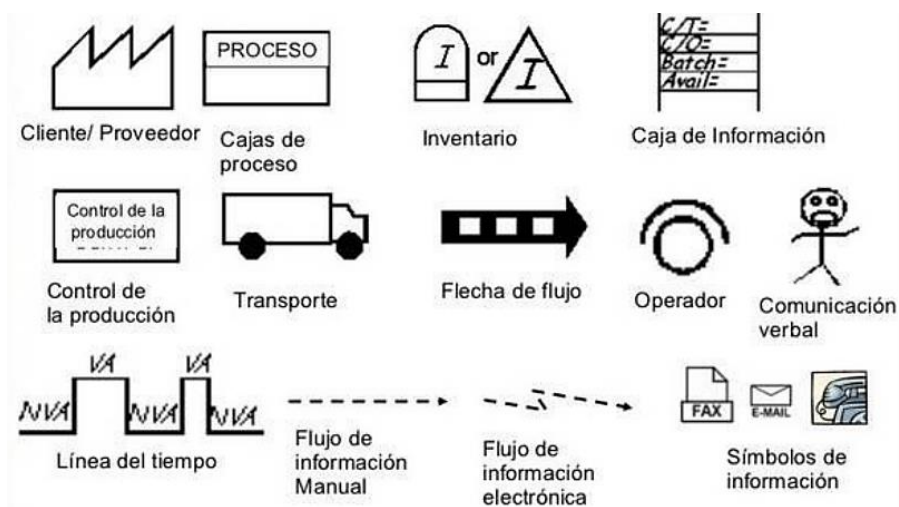 PROCESO
I or I
C/T=
C/O=
Batch=
Avail=
Cliente/ Proveedor
Cajas de
proceso
Inventario
Caja de Información
Control de la
producción
Control de
la producción
Transporte
Flecha de flujo
Operador
Comunicación
verbal
VA VA
NVA NVA NVA
Línea del tiempo
Flujo de
información
Manual
Flujo de
información
electrónica
FAX
E-MAIL
Símbolos de
información